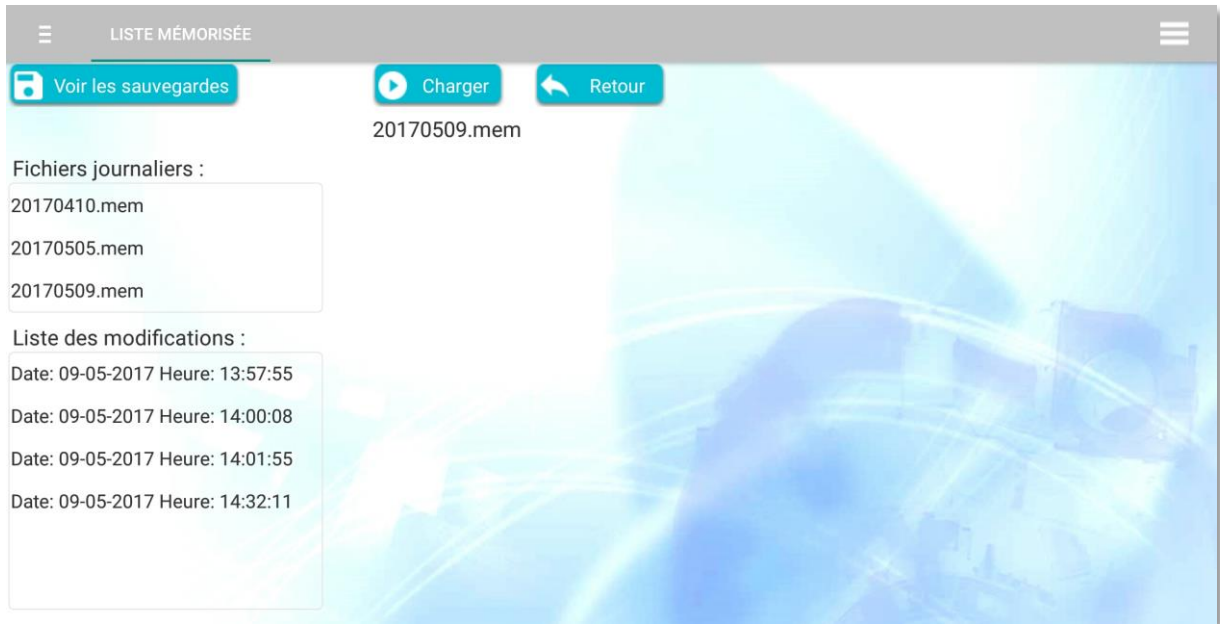 LISTE MÉMORISÉE
Voir les sauvegardes
Charger
Retour
20170509.mem
Fichiers journaliers :
20170410.mem
20170505.mem
20170509.mem
Liste des modifications :
Date: 09-05-2017 Heure: 13:57:55
Date: 09-05-2017 Heure: 14:00:08
Date: 09-05-2017 Heure: 14:01:55
Date: 09-05-2017 Heure: 14:32:11